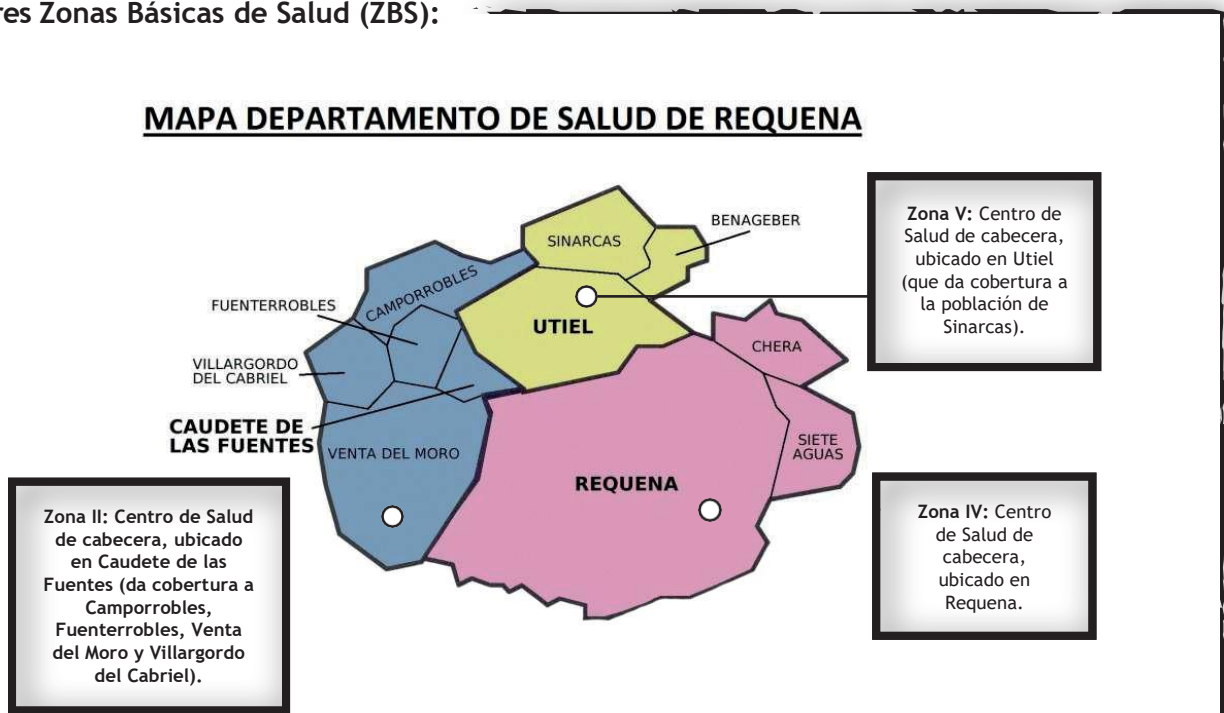 res Zonas Básicas de Salud (ZBS):
MAPA DEPARTAMENTO DE SALUD DE REQUENA
SINARCAS
BENAGEBER
CAMPORROBLES
FUENTERROBLES
UTIEL
CHERA
VILLARGORDO
DEL CABRIEL
CAUDETE DE
LAS FUENTES
VENTA DEL MORO
SIETE
AGUAS
REQUENA
Zona V: Centro de
Salud de cabecera,
ubicado en Utiel
(que da cobertura a
la población de
Sinarcas).
Zona II: Centro de Salud
de cabecera, ubicado
en Caudete de las
Fuentes (da cobertura a
Camporrobles,
Fuenterrobles, Venta
del Moro y Villargordo
del Cabriel).
Zona IV: Centro
de Salud de
cabecera,
ubicado en
Requena.